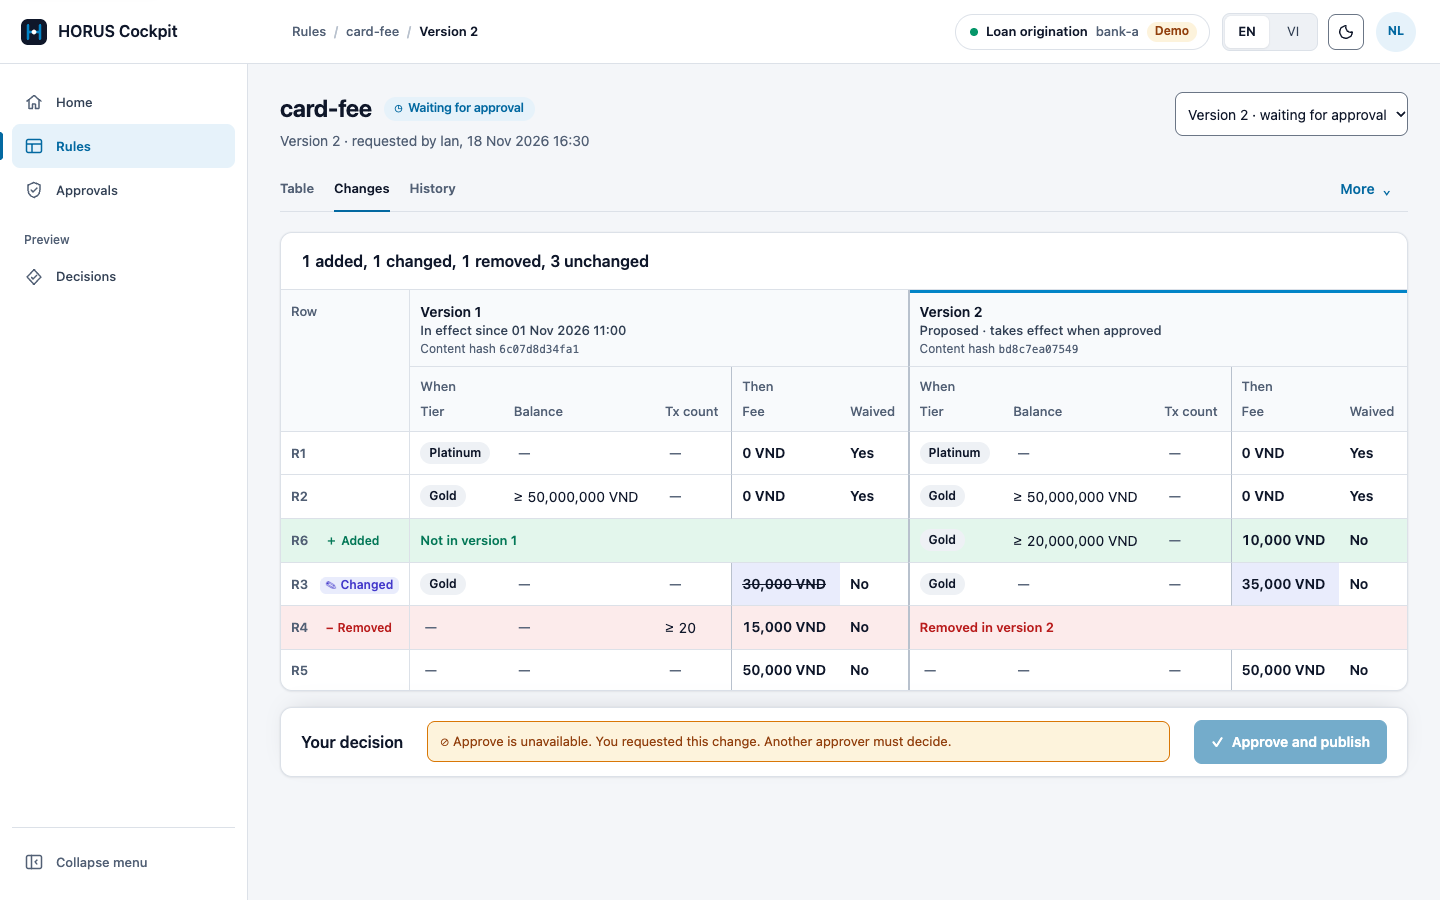 HORUS Cockpit
Rules / card-fee / Version 2
Loan origination bank-a Demo
EN VI
NL
Home
Rules
Approvals
Preview
Decisions
Collapse menu
card-fee Waiting for approval
Version 2 · waiting for approval
Version 2 · requested by lan, 18 Nov 2026 16:30
Table Changes History
More
1 added, 1 changed, 1 removed, 3 unchanged
Row
Version 1
In effect since 01 Nov 2026 11:00
Content hash 6c07d8d34fa1
Version 2
Proposed · takes effect when approved
Content hash bd8c7ea07549
When Then When Then
Tier Balance Tx count Fee Waived Tier Balance Tx count Fee Waived
R1 Platinum — — 0 VND Yes Platinum — — 0 VND Yes
R2 Gold ≥ 50,000,000 VND — 0 VND Yes Gold ≥ 50,000,000 VND — 0 VND Yes
R6 + Added Not in version 1 Gold ≥ 20,000,000 VND — 10,000 VND No
R3 ✎ Changed Gold — — 30,000 VND No Gold — — 35,000 VND No
R4 − Removed — — ≥ 20 15,000 VND No Removed in version 2
R5 — — — 50,000 VND No — — — 50,000 VND No
Your decision
⊘ Approve is unavailable. You requested this change. Another approver must decide.
✓ Approve and publish